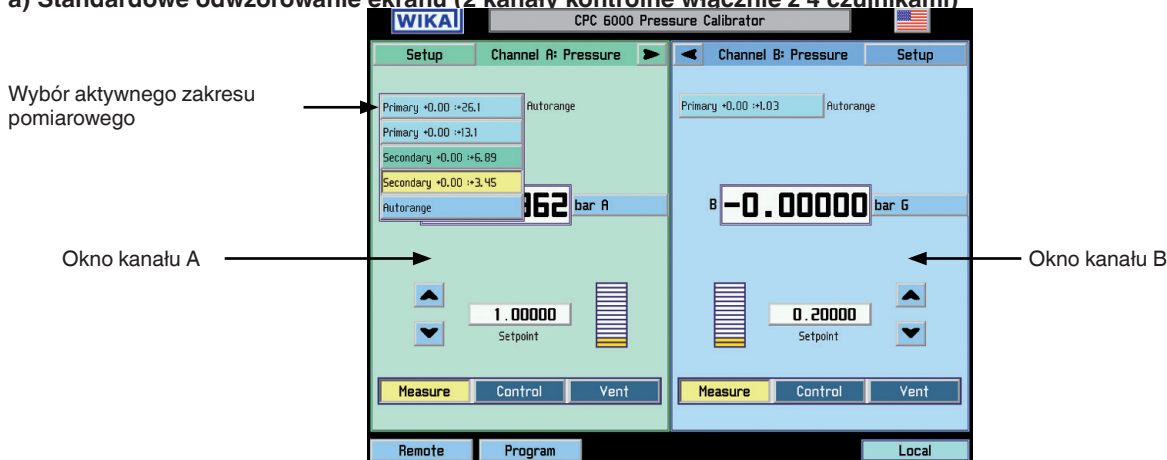 a) Standardowe odwzorowanie ekranu (2 kanały kontrolne włącznie z 4 czujnikami)
WIKAI
CPC 6000 Pressure Calibrator
Setup
Channel A: Pressure
Channel B: Pressure
Setup
Wybór aktywnego zakresu
pomiarowego
Primary +0.00 :+26.1
Autorange
Primary +0.00 :+13.1
Secondary +0.00 :+6.89
Secondary +0.00 :+3.45
Autorange
962 bar A
Primary +0.00 :+1.03
Autorange
B -0.00000 bar G
Okno kanału A
Okno kanału B
1.00000
Setpoint
0.20000
Setpoint
Measure
Control
Vent
Measure
Control
Vent
Remote
Program
Local